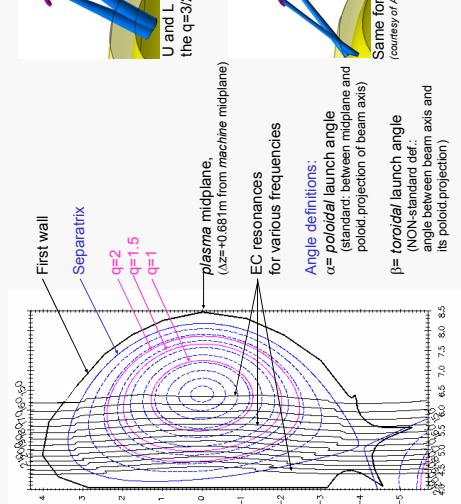 First wall
Separatrix
q=2
q=1.5
q=1
plasma midplane,
(Δz=+0.681m from machine midplane)
EC resonances
for various frequencies
Angle definitions:
α= poloidal launch angle
(standard: between midplane and
poloid.projection of beam axis)
β= toroidal launch angle
(NON-standard def.:
angle between beam axis and
its poloid.projection)
U and L
the q=3/
Same for
(courtesy of A
4
3
2
1
0
-1
-2
-3
-4
-5
4.0 4.5 5.0 5.5 6.0 6.5 7.0 7.5 8.0 8.5